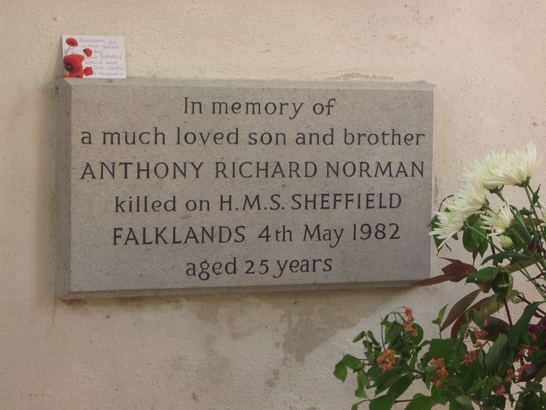 In memory of
a much loved son and brother
ANTHONY RICHARD NORMAN
killed on H.M.S. SHEFFIELD
FALKLANDS 4th May 1982
aged 25 years